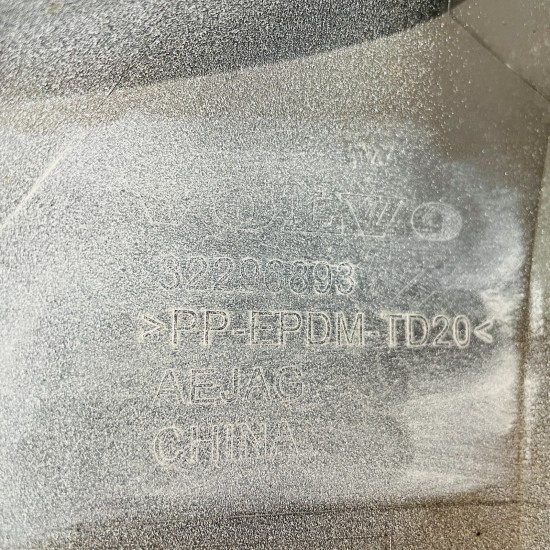 VOLVO
32296893
>PP-EPDM-TD20<
AEJAG
CHINA